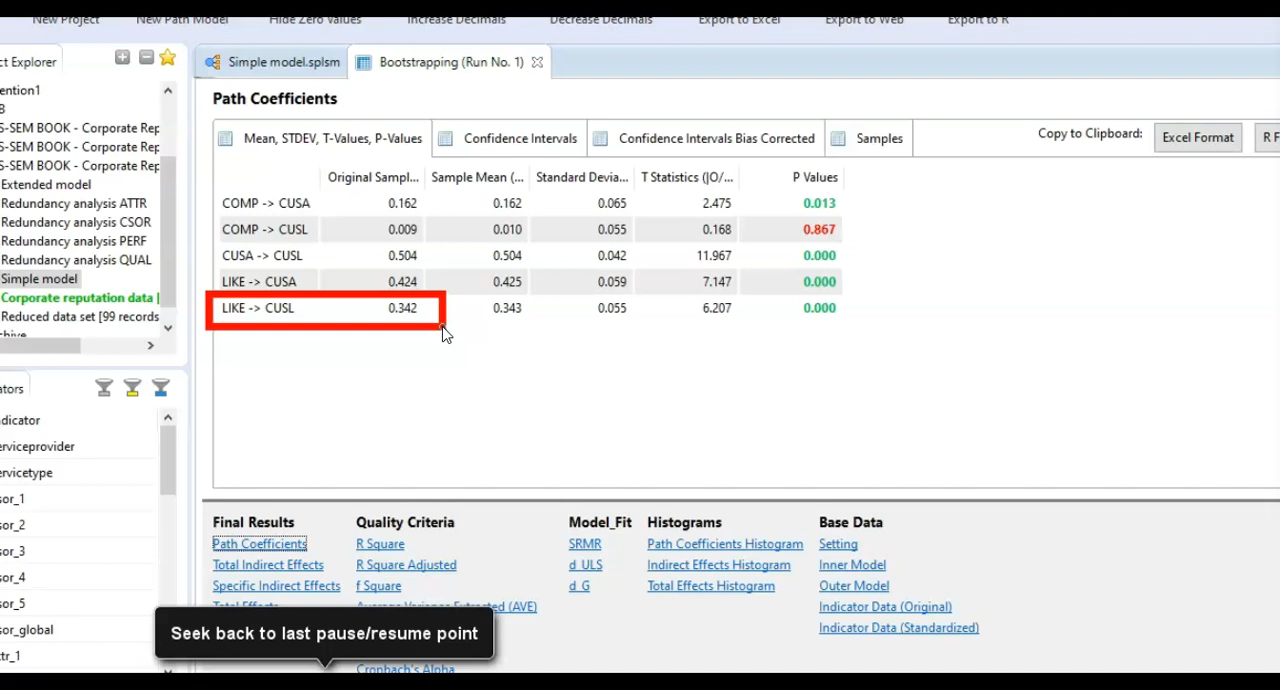 New Project New Path Model Hide Zero Values Increase Decimals Decrease Decimals Export to Excel Export to Web Export to R
ct Explorer
Simple model.splsm Bootstrapping (Run No. 1)
ention1
S-SEM BOOK - Corporate Rep
S-SEM BOOK - Corporate Rep
S-SEM BOOK - Corporate Rep
Extended model
Redundancy analysis ATTR
Redundancy analysis CSOR
Redundancy analysis PERF
Redundancy analysis QUAL
Simple model
Corporate reputation data [
Reduced data set [99 records
Path Coefficients
Mean, STDEV, T-Values, P-Values Confidence Intervals Confidence Intervals Bias Corrected Samples Copy to Clipboard: Excel Format R F
Original Sampl... Sample Mean (... Standard Devia... T Statistics (|O/... P Values
COMP -> CUSA 0.162 0.162 0.065 2.475 0.013
COMP -> CUSL 0.009 0.010 0.055 0.168 0.867
CUSA -> CUSL 0.504 0.504 0.042 11.967 0.000
LIKE -> CUSA 0.424 0.425 0.059 7.147 0.000
LIKE -> CUSL 0.342 0.343 0.055 6.207 0.000
ators
ndicator
erviceprovider
ervicetype
sor_1
sor_2
sor_3
sor_4
sor_5
sor_global
ttr_1
Final Results Quality Criteria Model_Fit Histograms Base Data
Path Coefficients R Square SRMR Path Coefficients Histogram Setting
Total Indirect Effects R Square Adjusted d_ULS Indirect Effects Histogram Inner Model
Specific Indirect Effects f Square d_G Total Effects Histogram Outer Model
Total Effects Average Variance Extracted (AVE) Indicator Data (Original)
Indicator Data (Standardized)
Seek back to last pause/resume point
Cronbach's Alpha